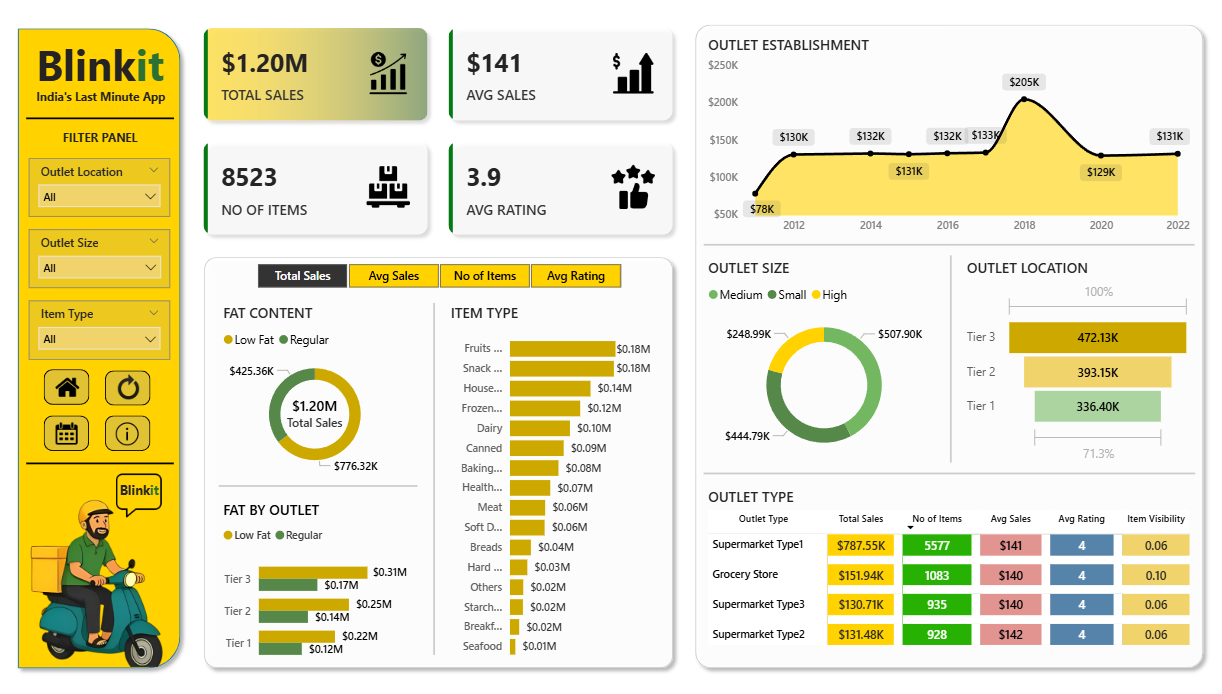 Blinkit
India's Last Minute App
FILTER PANEL
Outlet Location
All
Outlet Size
All
Item Type
All
Blinkit
$1.20M
TOTAL SALES
$141
AVG SALES
8523
NO OF ITEMS
3.9
AVG RATING
Total Sales Avg Sales No of Items Avg Rating
FAT CONTENT
Low Fat Regular
$425.36K
$1.20M
Total Sales
$776.32K
FAT BY OUTLET
Low Fat Regular
Tier 3 $0.31M
$0.17M
Tier 2 $0.25M
$0.14M
Tier 1 $0.22M
$0.12M
ITEM TYPE
Fruits ... $0.18M
Snack ... $0.18M
House... $0.14M
Frozen... $0.12M
Dairy $0.10M
Canned $0.09M
Baking... $0.08M
Health... $0.07M
Meat $0.06M
Soft D... $0.06M
Breads $0.04M
Hard ... $0.03M
Others $0.02M
Starch... $0.02M
Breakf... $0.02M
Seafood $0.01M
OUTLET ESTABLISHMENT
$250K
$200K
$150K
$100K
$50K
$78K
$130K
$132K
$131K
$132K
$133K
$205K
$129K
$131K
2012 2014 2016 2018 2020 2022
OUTLET SIZE
Medium Small High
$248.99K
$507.90K
$444.79K
OUTLET LOCATION
100%
Tier 3 472.13K
Tier 2 393.15K
Tier 1 336.40K
71.3%
OUTLET TYPE
Outlet Type Total Sales No of Items Avg Sales Avg Rating Item Visibility
Supermarket Type1 $787.55K 5577 $141 4 0.06
Grocery Store $151.94K 1083 $140 4 0.10
Supermarket Type3 $130.71K 935 $140 4 0.06
Supermarket Type2 $131.48K 928 $142 4 0.06